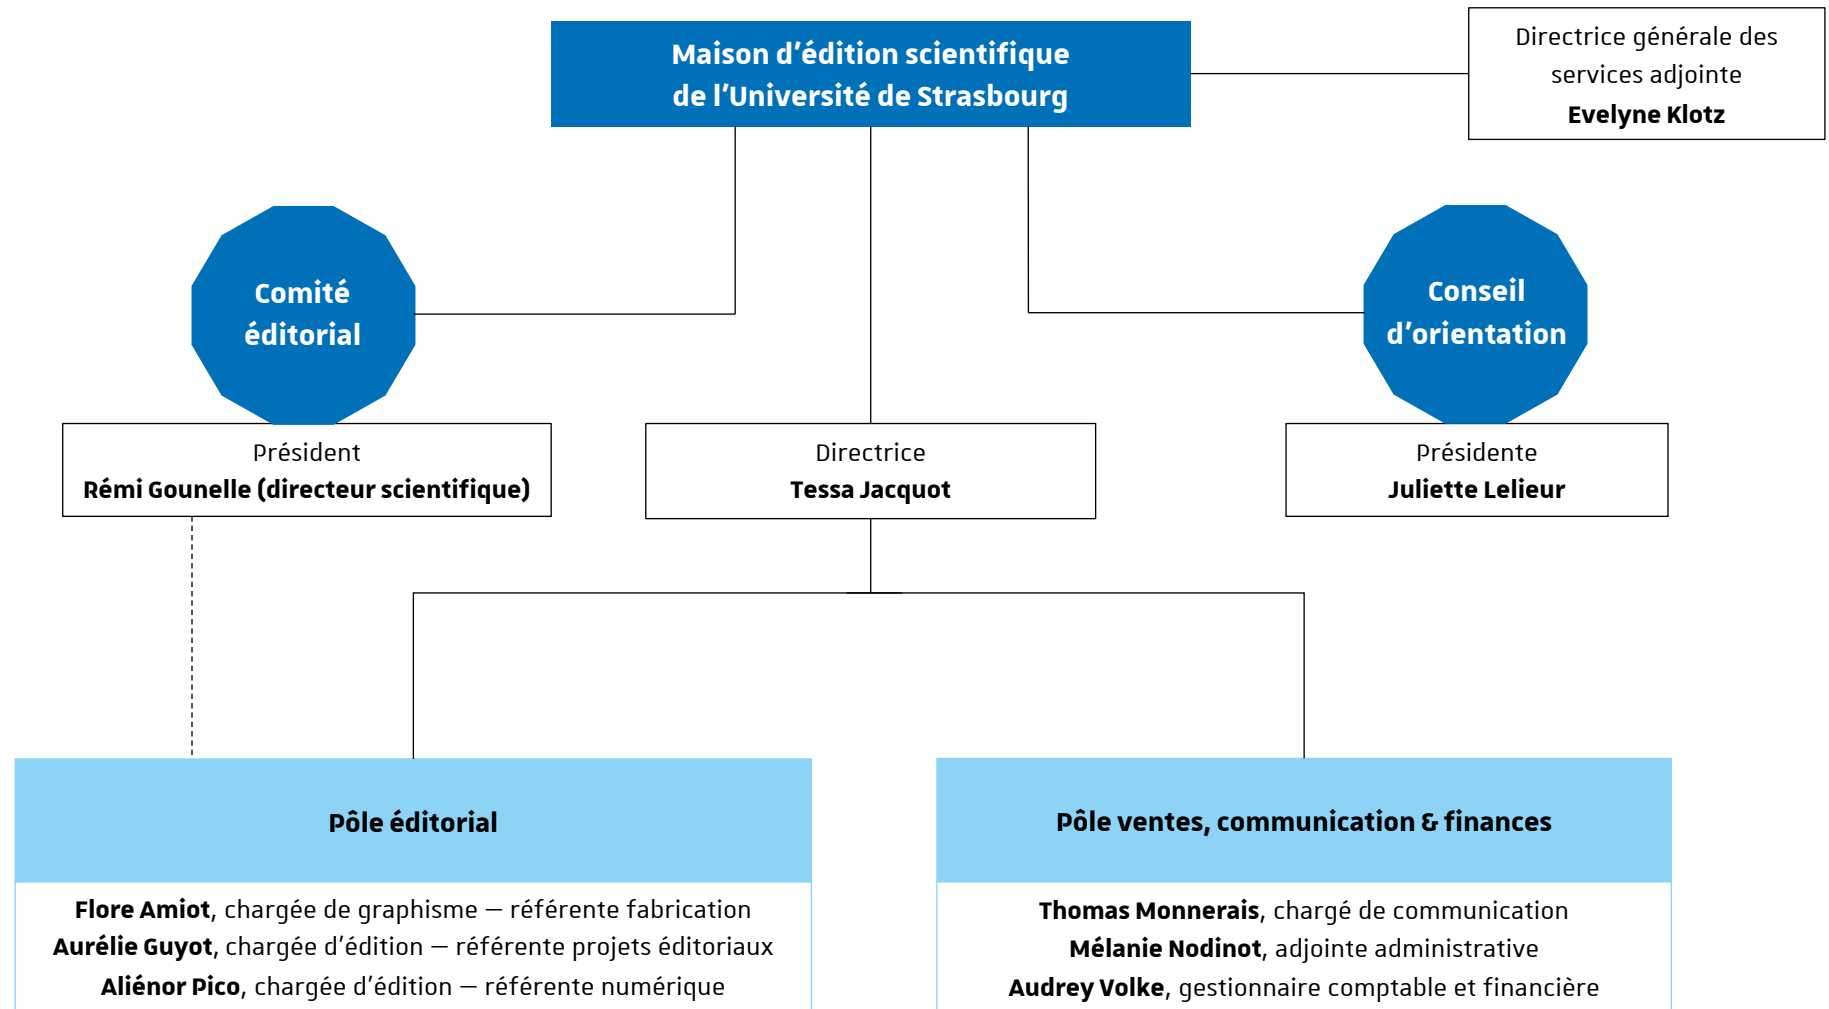 Maison d'édition scientifique
de l'Université de Strasbourg
Directrice générale des
services adjointe
Evelyne Klotz
Comité
éditorial
Conseil
d'orientation
Président
Rémi Gounelle (directeur scientifique)
Directrice
Tessa Jacquot
Présidente
Juliette Lelieur
Pôle éditorial
Flore Amiot, chargée de graphisme — référente fabrication
Aurélie Guyot, chargée d'édition — référente projets éditoriaux
Aliénor Pico, chargée d'édition — référente numérique
Pôle ventes, communication & finances
Thomas Monnerais, chargé de communication
Mélanie Nodinot, adjointe administrative
Audrey Volke, gestionnaire comptable et financière